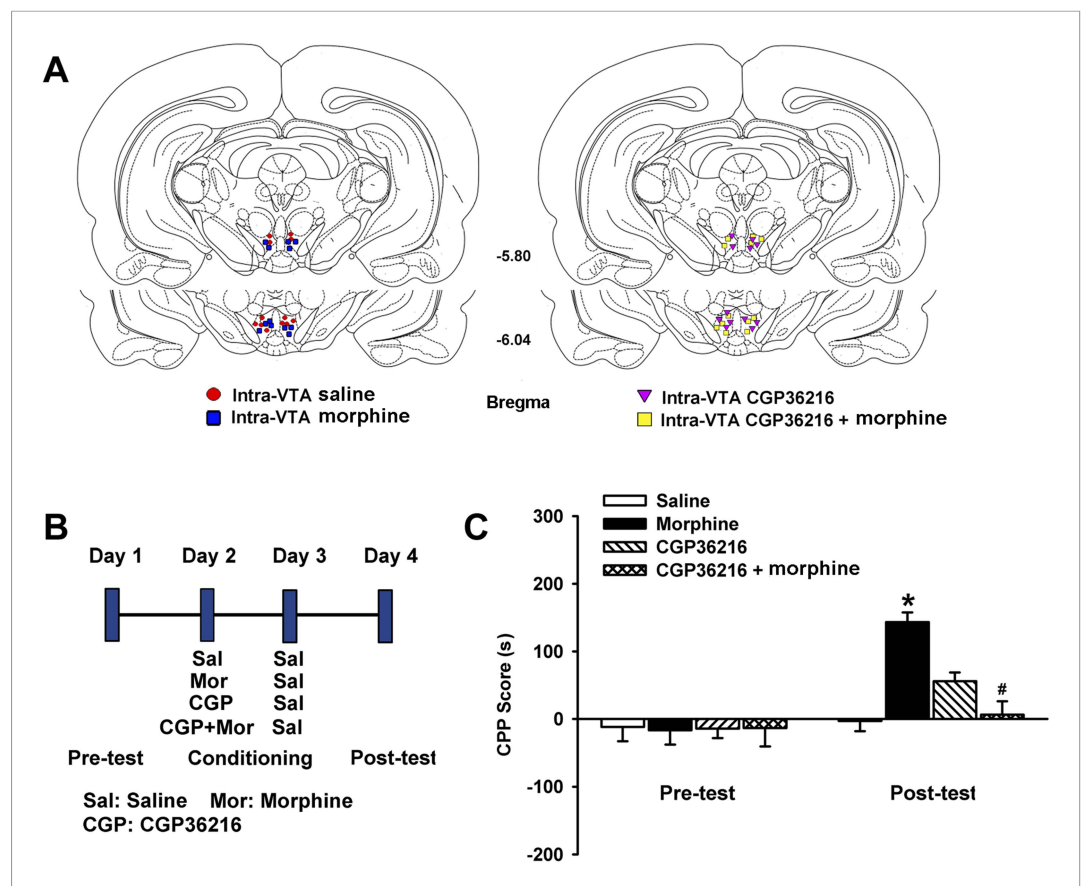 A
-5.80
-6.04
Bregma
Intra-VTA saline
Intra-VTA morphine
Intra-VTA CGP36216
Intra-VTA CGP36216 + morphine
B
Day 1 Day 2 Day 3 Day 4
Sal Sal
Mor Sal
CGP Sal
CGP+Mor Sal
Pre-test Conditioning Post-test
Sal: Saline Mor: Morphine
CGP: CGP36216
C
Saline
Morphine
CGP36216
CGP36216 + morphine
CPP Score (s)
300
200
100
0
-100
-200
*
#
Pre-test Post-test